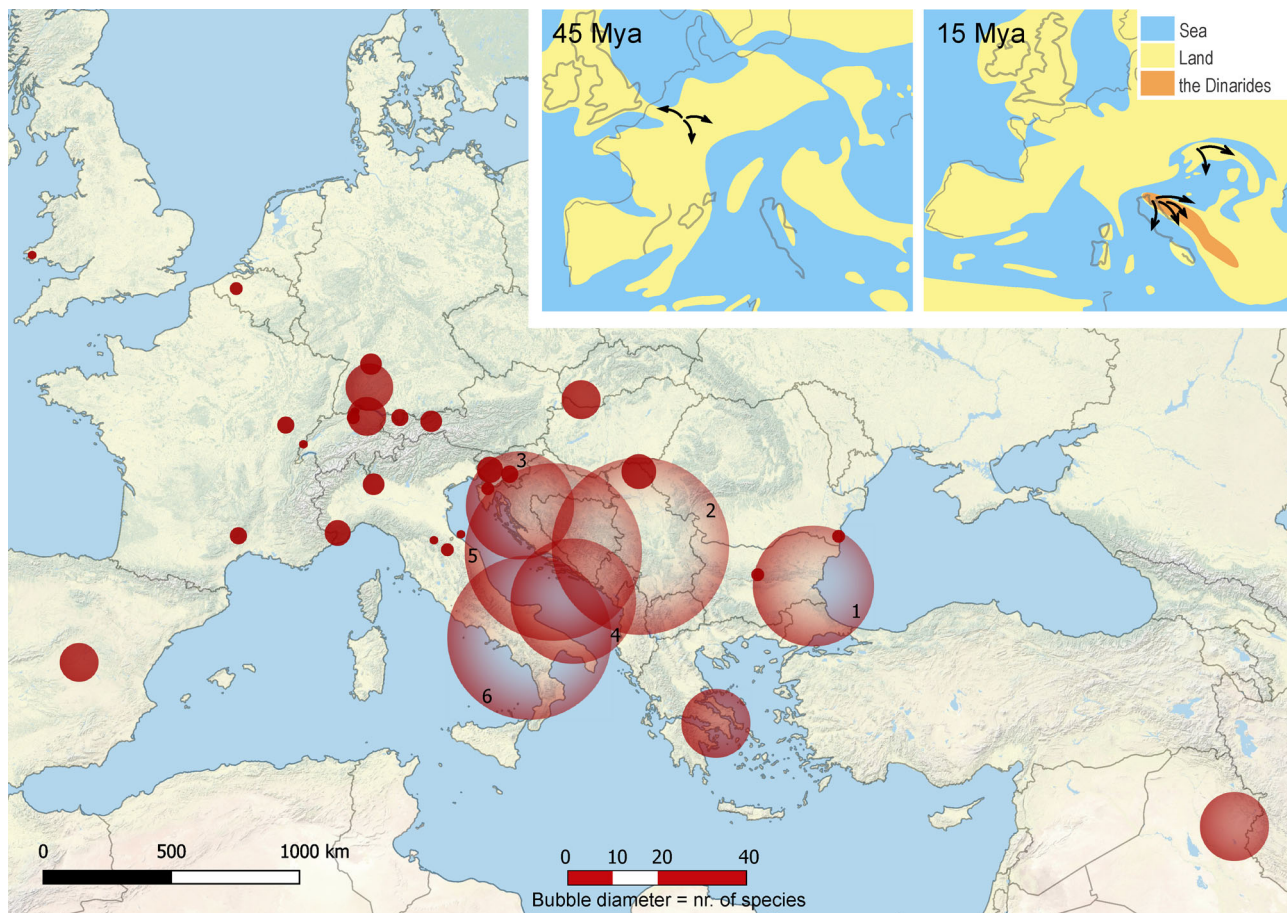 45 Mya
15 Mya
Sea
Land
the Dinarides
3
2
5
1
4
6
0 500 1000 km
0 10 20 40
Bubble diameter = nr. of species